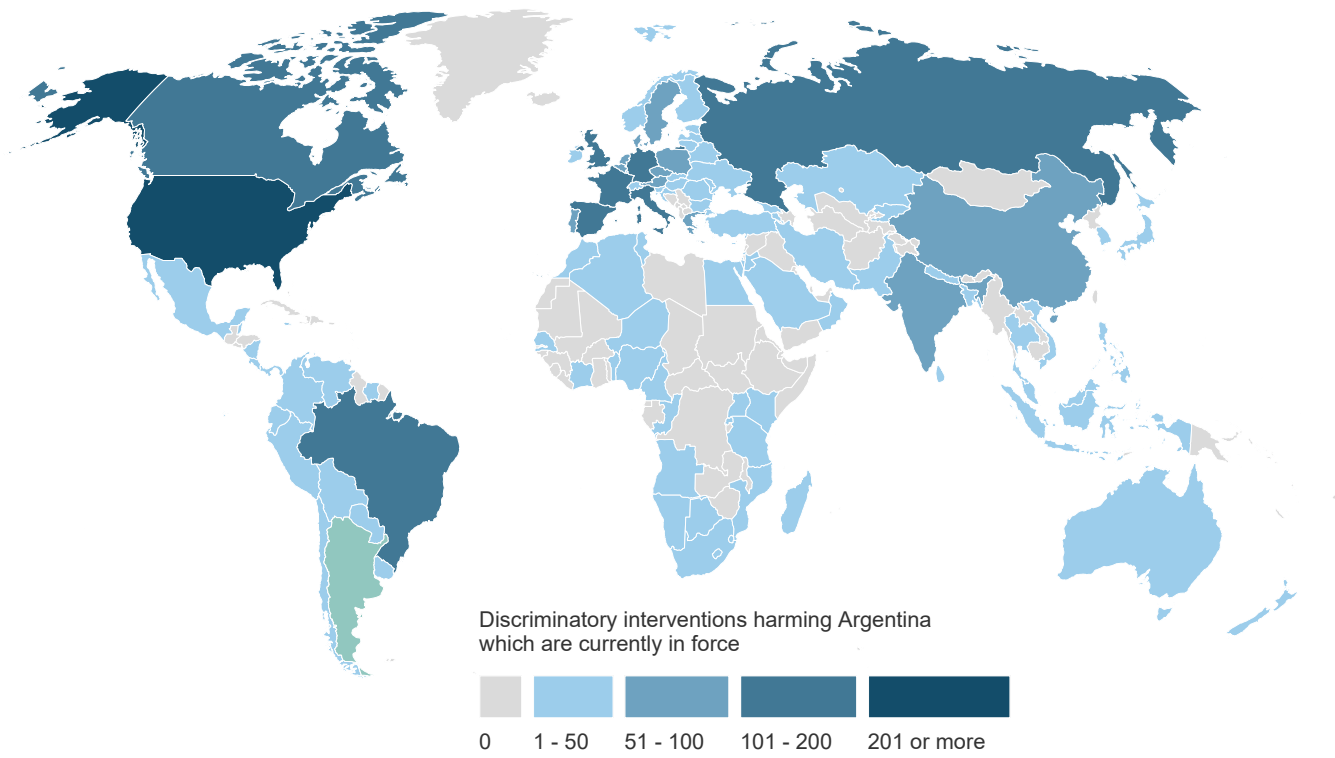 Discriminatory interventions harming Argentina
which are currently in force
0 1 - 50 51 - 100 101 - 200 201 or more